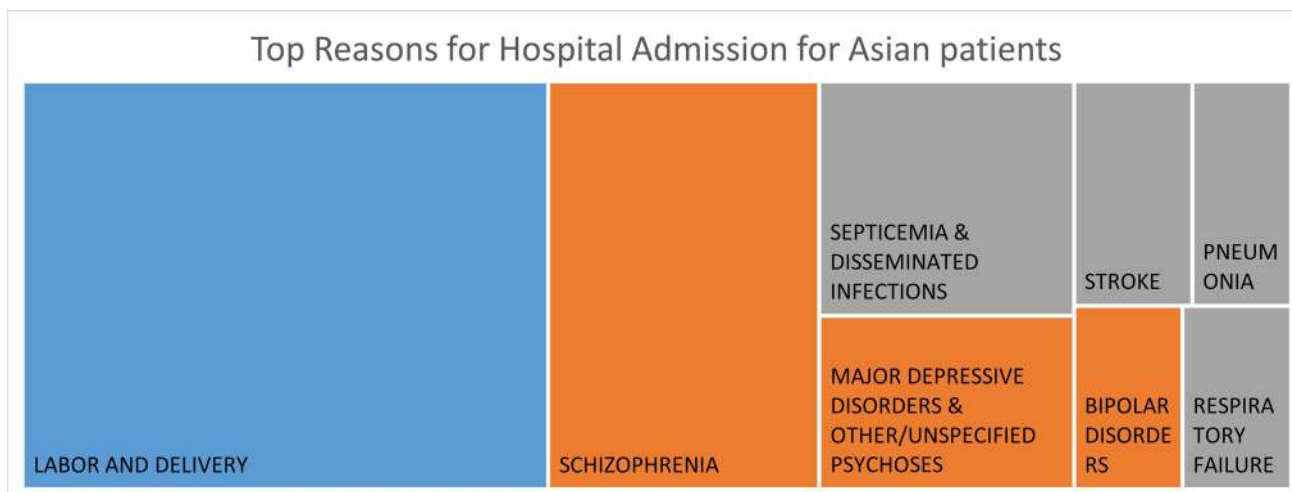 Top Reasons for Hospital Admission for Asian patients
LABOR AND DELIVERY
SCHIZOPHRENIA
SEPTICEMIA &
DISSEMINATED
INFECTIONS
MAJOR DEPRESSIVE
DISORDERS &
OTHER/UNSPECIFIED
PSYCHOSES
STROKE
PNEUM
ONIA
BIPOLAR
DISORDE
RS
RESPIRA
TORY
FAILURE